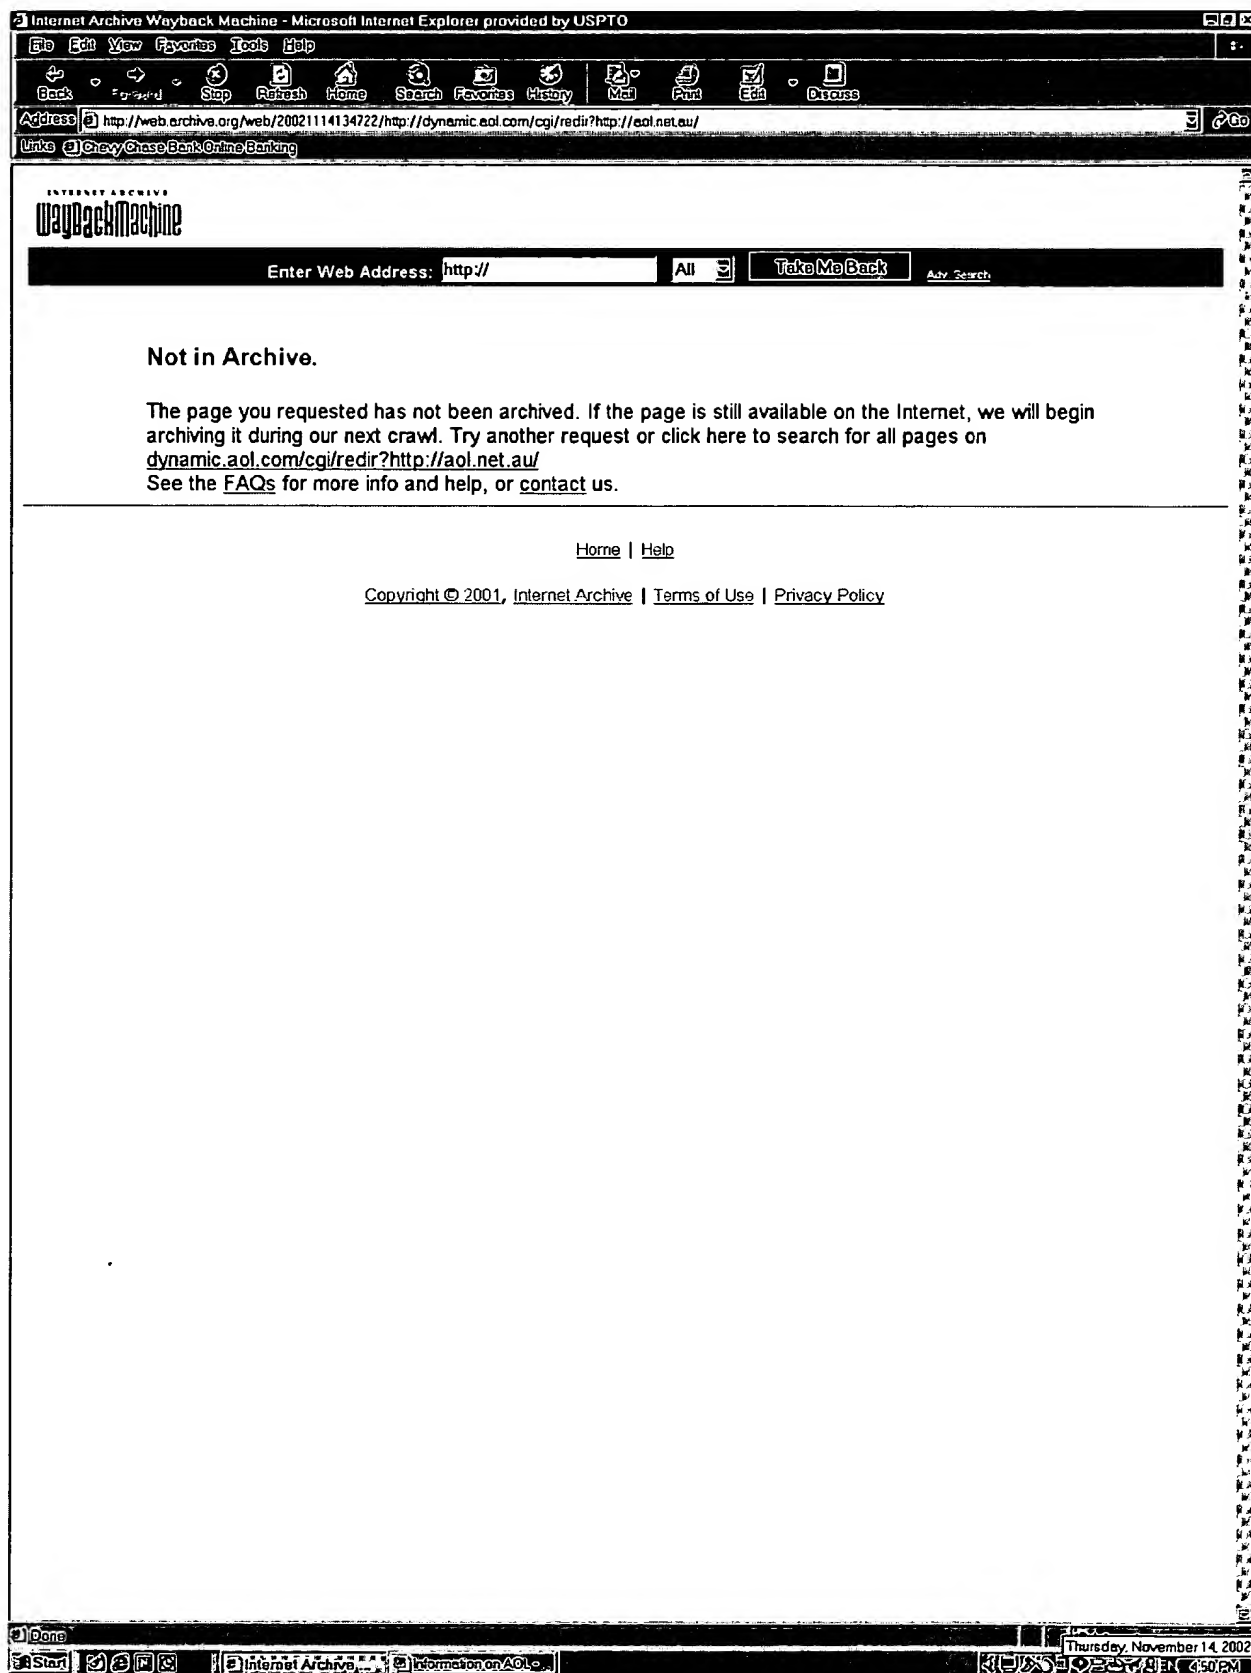 Internet Archive Wayback Machine - Microsoft Internet Explorer provided by USPTO
File Edit View Favorites Tools Help
Back Forward Stop Refresh Home Search Favorites History Mail Print Edit Discuss
Address http://web.archive.org/web/20021114134722/http://dynamic.aol.com/cgi/redir?http://aol.net.au/ Go
Links Chevy Chase Bank Online Banking
INTERNET ARCHIVE
WayBackMachine
Enter Web Address: http:// All Take Me Back Adv. Search
Not in Archive.
The page you requested has not been archived. If the page is still available on the Internet, we will begin
archiving it during our next crawl. Try another request or click here to search for all pages on
dynamic.aol.com/cgi/redir?http://aol.net.au/
See the FAQs for more info and help, or contact us.
Home | Help
Copyright © 2001, Internet Archive | Terms of Use | Privacy Policy
Done
Thursday, November 14, 2002
Start Internet Archive ... Information on AOL - ... EN 4:50 PM